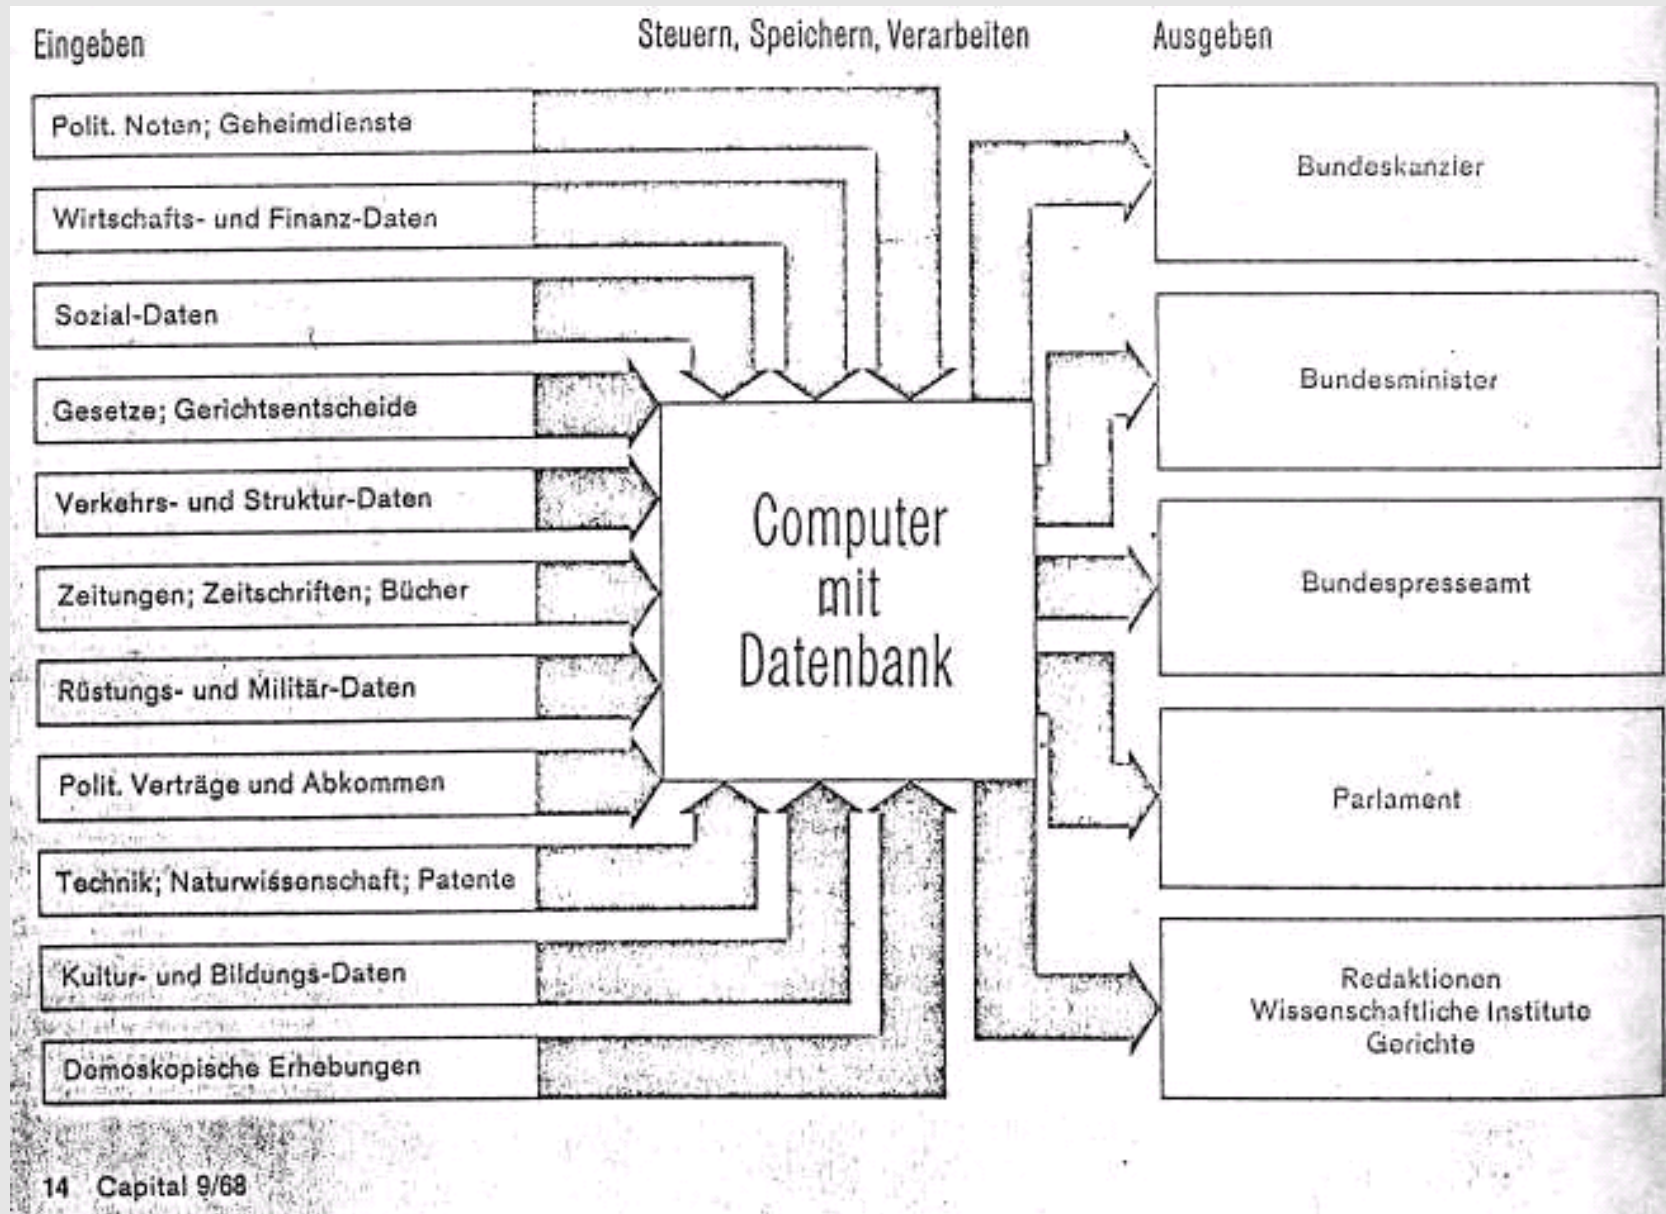 Eingeben
Steuern, Speichern, Verarbeiten
Ausgeben
Polit. Noten; Geheimdienste
Wirtschafts- und Finanz-Daten
Sozial-Daten
Gesetze; Gerichtsentscheide
Verkehrs- und Struktur-Daten
Zeitungen; Zeitschriften; Bücher
Rüstungs- und Militär-Daten
Polit. Verträge und Abkommen
Technik; Naturwissenschaft; Patente
Kultur- und Bildungs-Daten
Demoskopische Erhebungen
Computer
mit
Datenbank
Bundeskanzler
Bundesminister
Bundespresseamt
Parlament
Redaktionen
Wissenschaftliche Institute
Gerichte
14 Capital 9/68